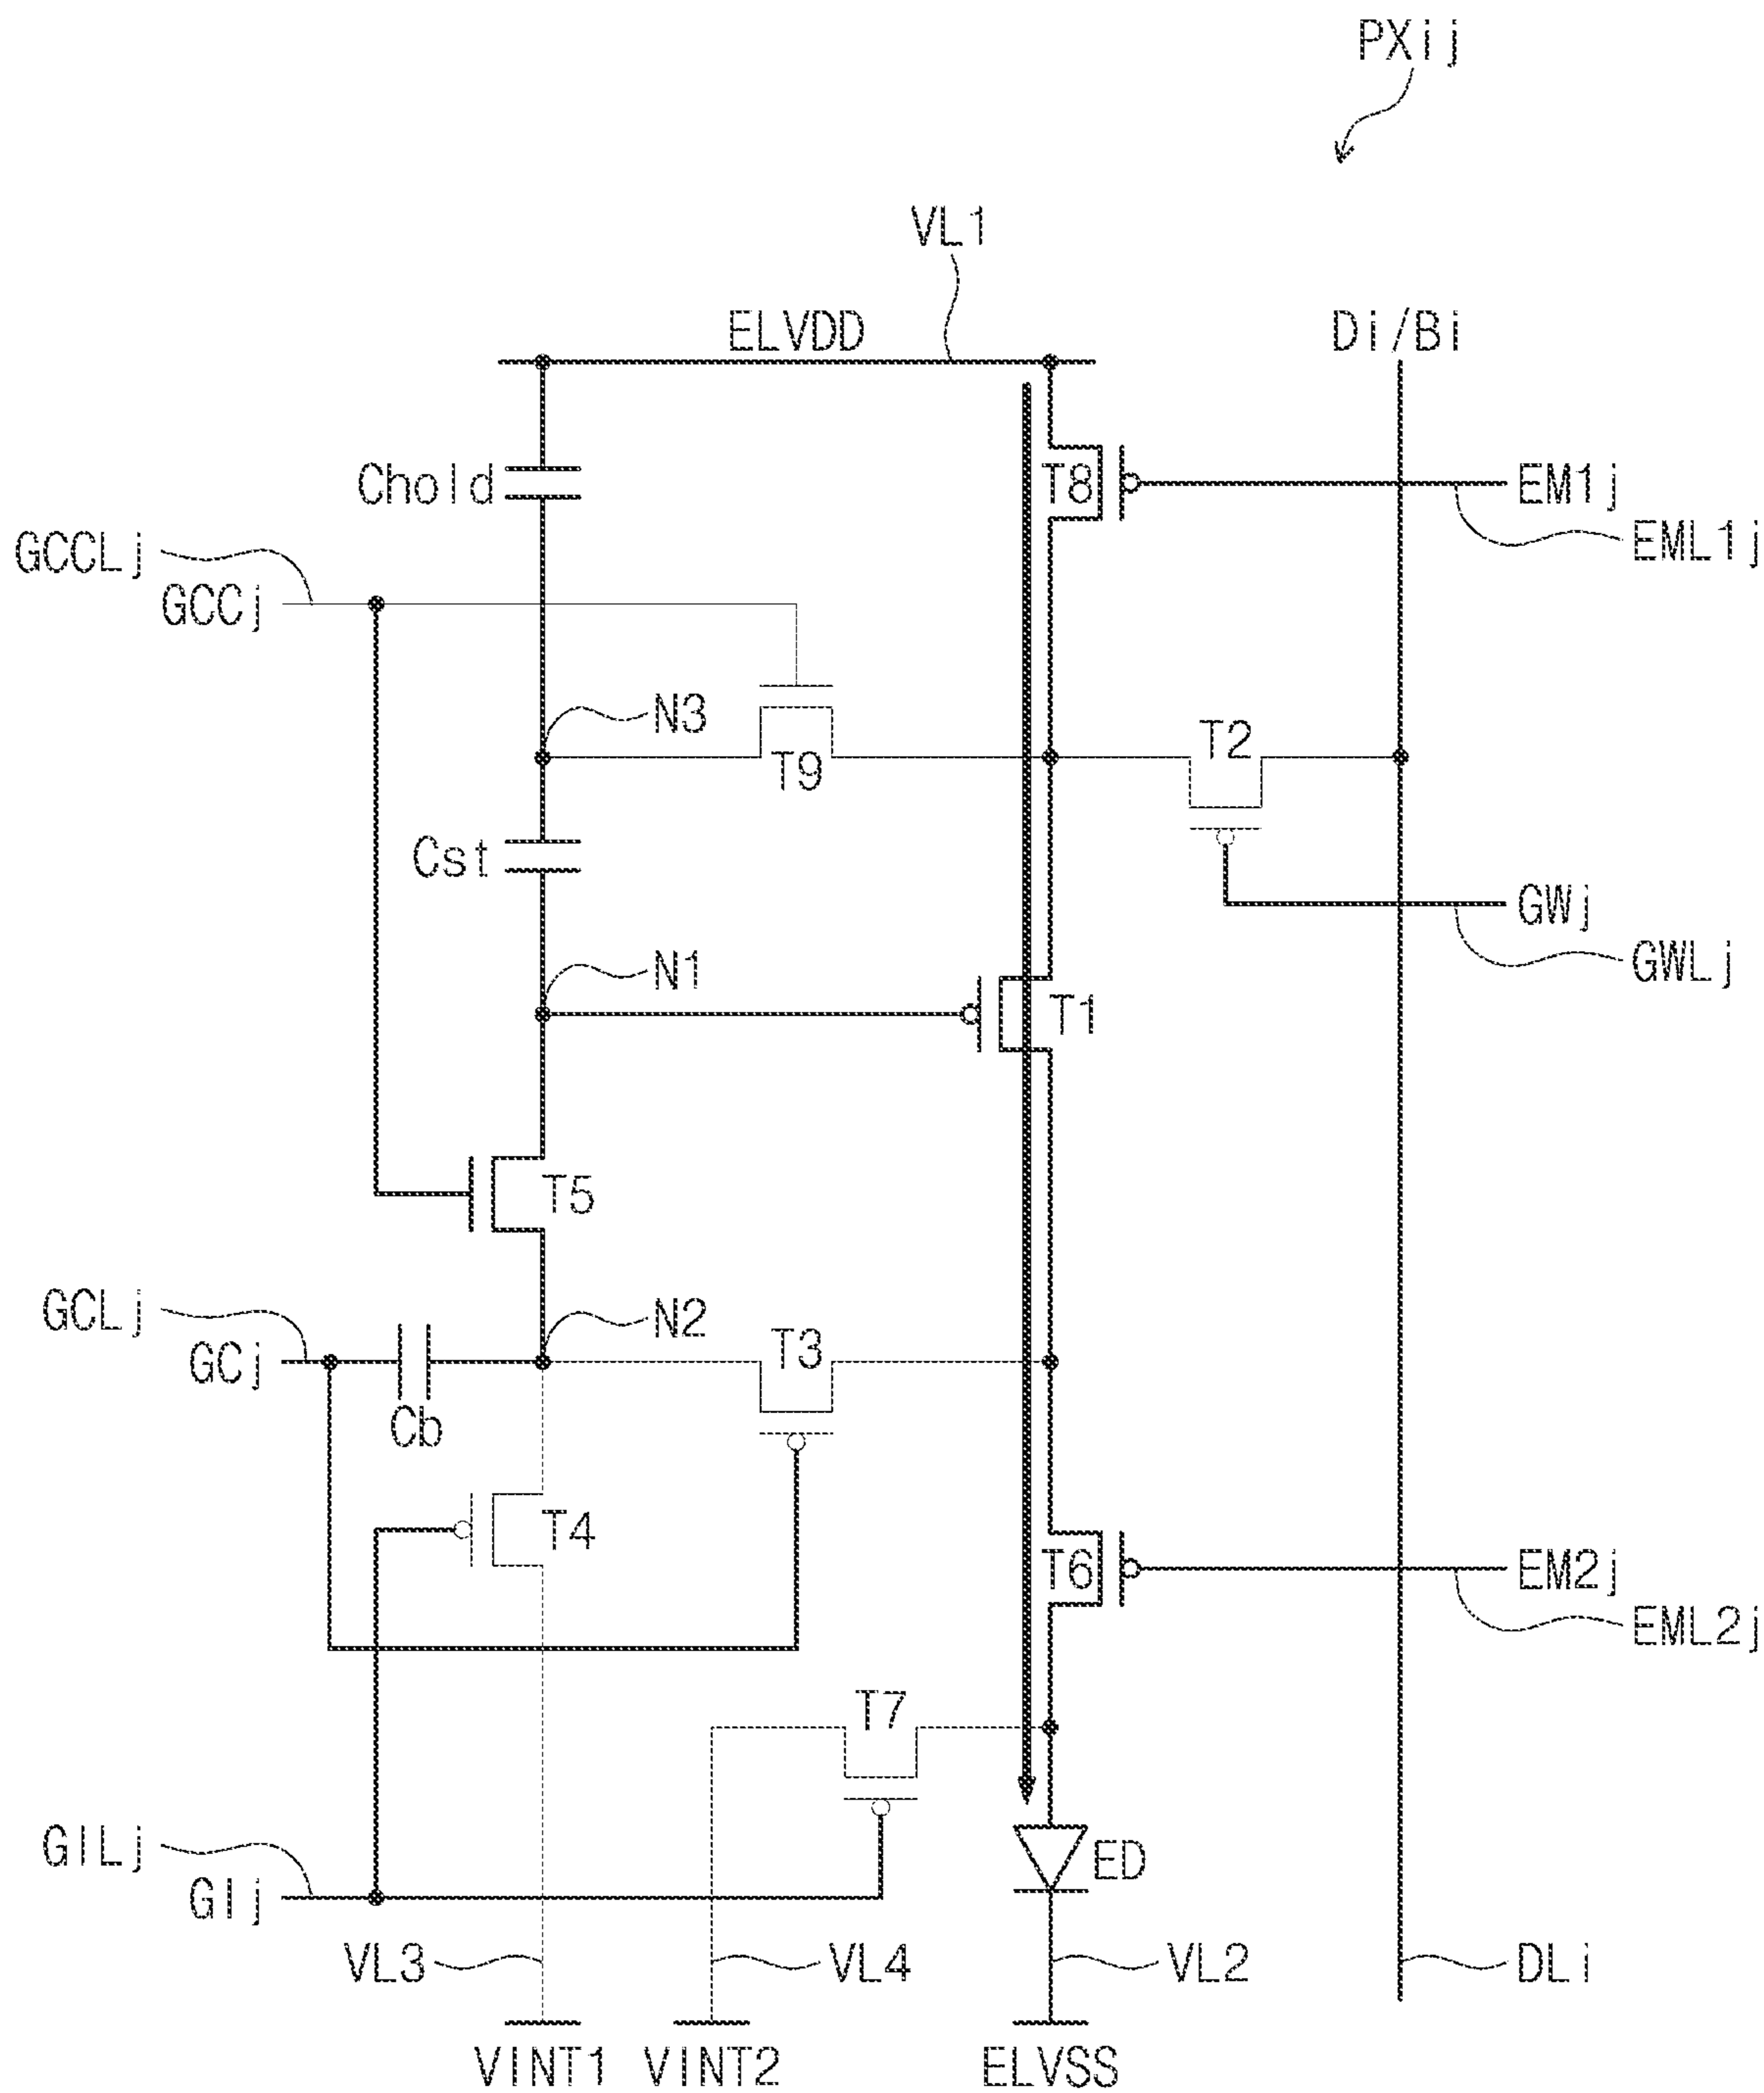 PXij
VL1
ELVDD
Di/Bi
Chold
T8
EM1j
EML1j
GCCLj
GCCj
N3
T9
T2
Cst
GWj
GWLj
N1
T1
T5
GCLj
GCj
N2
T3
Cb
T4
T6
EM2j
EML2j
T7
GILj
GIj
ED
VL3
VL4
VL2
DLi
VINT1
VINT2
ELVSS